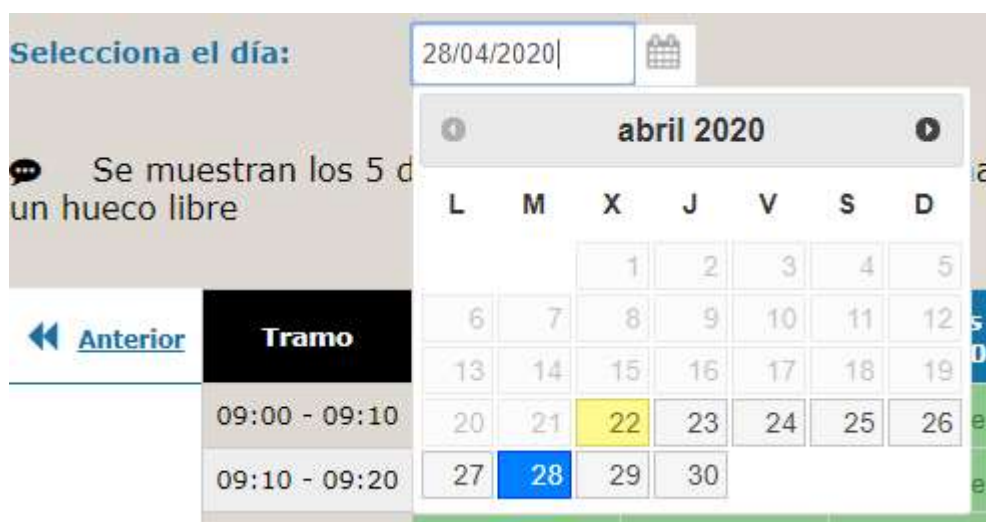 Selecciona el día:
28/04/2020
abril 2020
Se muestran los 5
un hueco libre
L M X J V S D
1 2 3 4 5
6 7 8 9 10 11 12
13 14 15 16 17 18 19
20 21 22 23 24 25 26
27 28 29 30
Anterior
Tramo
09:00 - 09:10
09:10 - 09:20